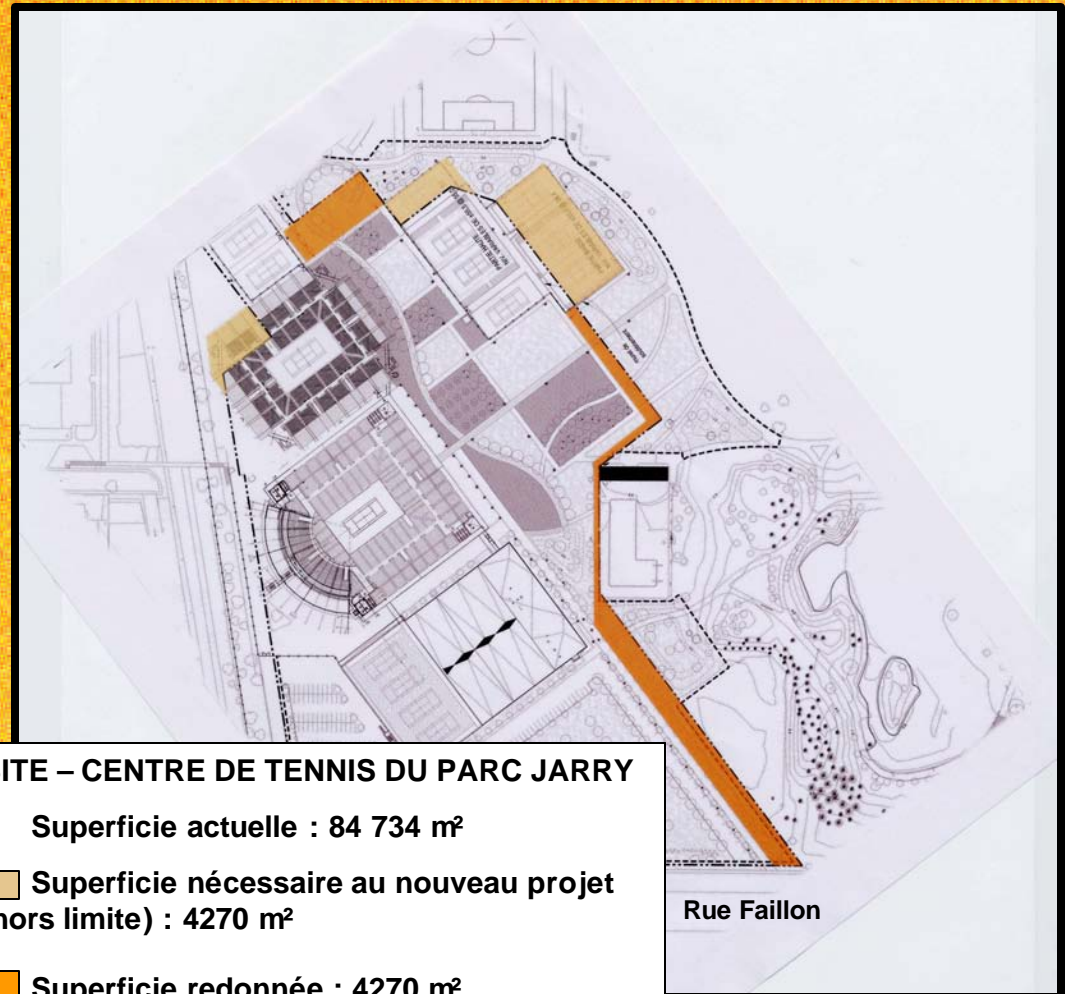 ITE – CENTRE DE TENNIS DU PARC JARRY
Superficie actuelle : 84 734 m²
Superficie nécessaire au nouveau projet
hors limite) : 4270 m²
Superficie redonnée : 4270 m²
Rue Faillon